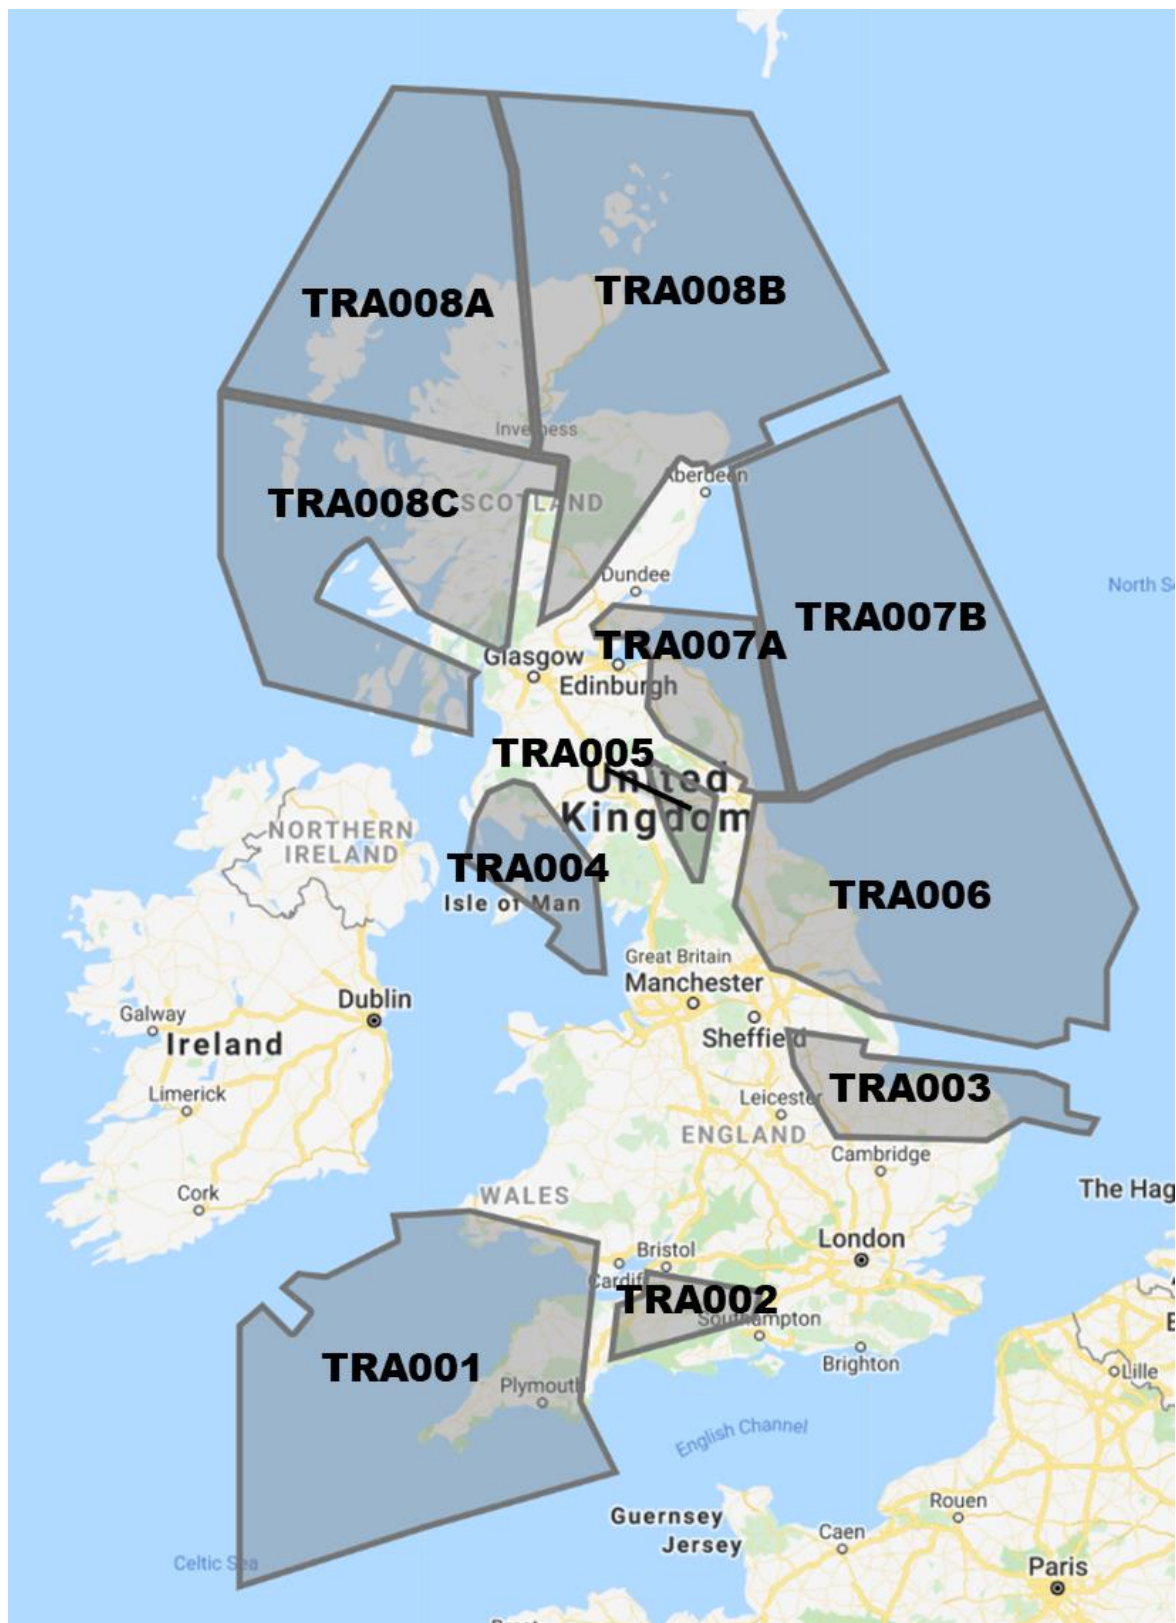 TRA008A
TRA008B
Inverness
TRA008C
SCOTLAND
Aberdeen
Dundee
North Se
TRA007B
TRA007A
Glasgow
Edinburgh
TRA005
United
Kingdom
NORTHERN
IRELAND
TRA004
Isle of Man
TRA006
Great Britain
Manchester
Dublin
Galway
Ireland
Sheffield
TRA003
Limerick
Leicester
ENGLAND
Cambridge
Cork
WALES
The Hag
London
Bristol
Cardiff
TRA002
Southampton
TRA001
Brighton
Lille
Plymouth
English Channel
Rouen
Guernsey
Jersey
Caen
Celtic Sea
Paris